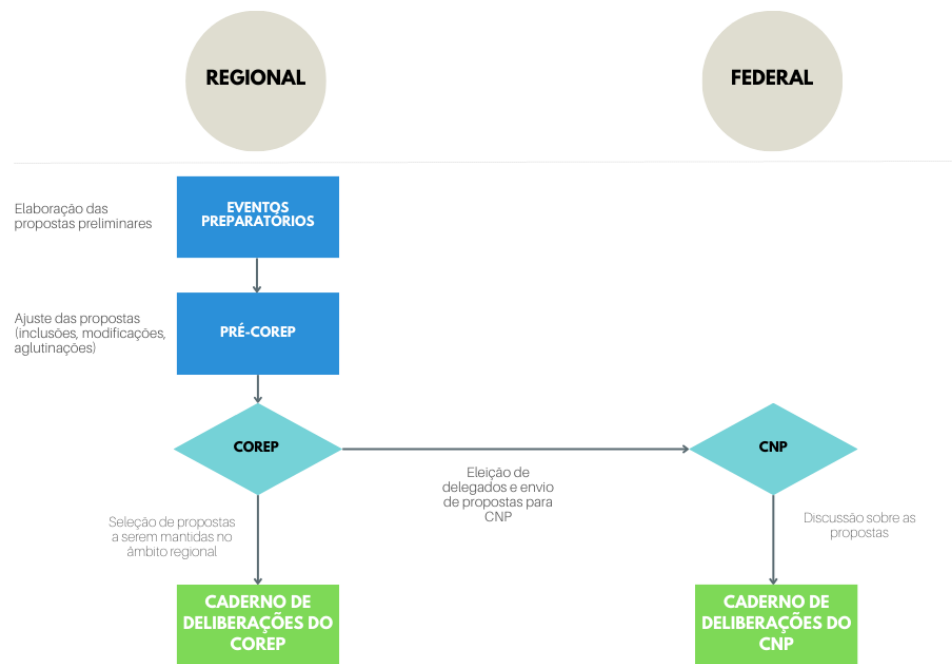 REGIONAL
FEDERAL
Elaboração das
propostas preliminares
EVENTOS
PREPARATÓRIOS
Ajuste das propostas
(inclusões, modificações,
aglutinações)
PRÉ-COREP
COREP
CNP
Eleição de
delegados e envio
de propostas para
CNP
Seleção de propostas
a serem mantidas no
âmbito regional
Discussão sobre as
propostas
CADERNO DE
DELIBERAÇÕES DO
COREP
CADERNO DE
DELIBERAÇÕES DO
CNP